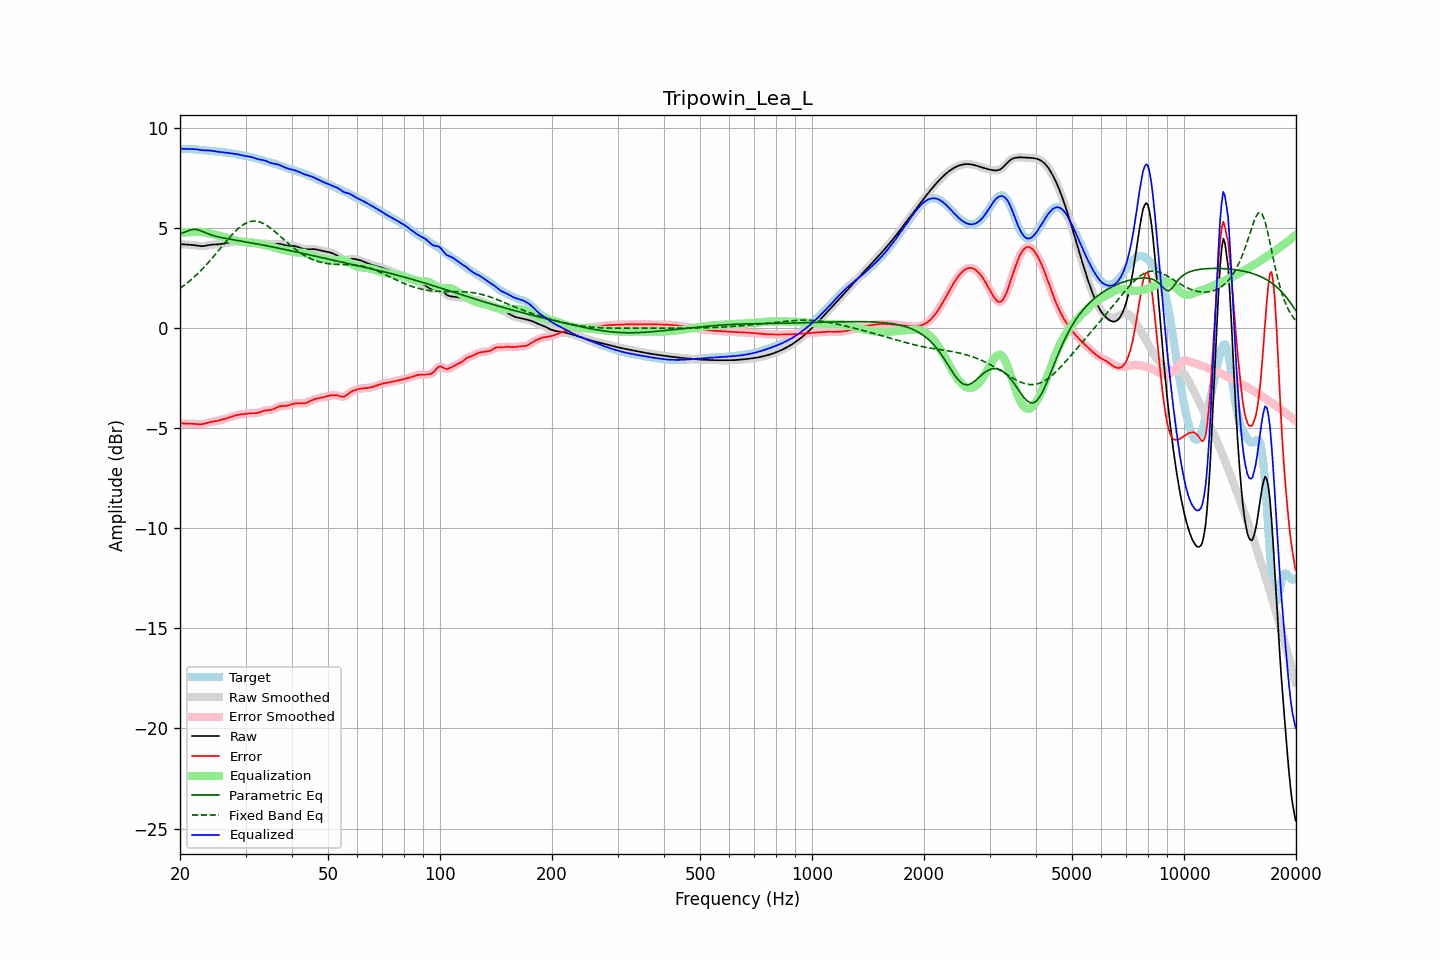 Tripowin_Lea_L
Amplitude (dBr)
10
5
0
−5
−10
−15
−20
−25
Target
Raw Smoothed
Error Smoothed
Raw
Error
Equalization
Parametric Eq
Fixed Band Eq
Equalized
20 50 100 200 500 1000 2000 5000 10000 20000
Frequency (Hz)